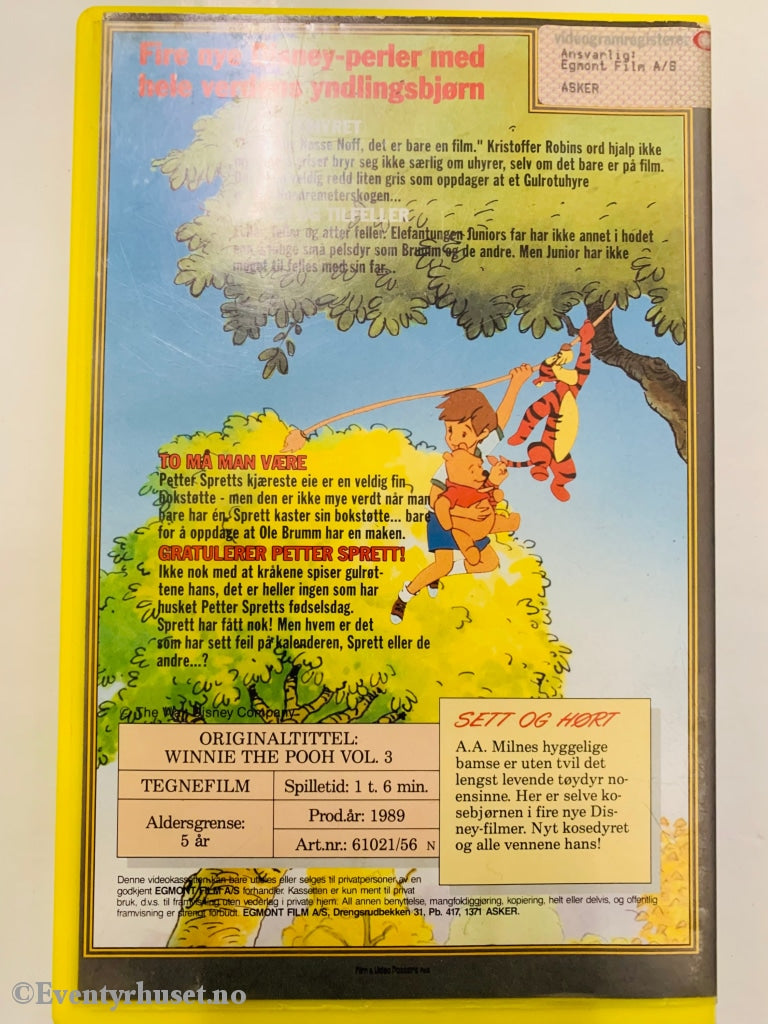 videogramregisteret
Ansvarlig:
Egmont Film A/S
ASKER
Fire nye Disney-perler med
hele verdens yndlingsbjørn
Nasse Nøff, det er bare en film." Kristoffer Robins ord hjalp ikke
griser bryr seg ikke særlig om uhyrer, selv om det bare er på film.
veldig redd liten gris som oppdager at et Gulrotuhyre
TILFELLER
feller og atter feller. Elefantungen Juniors far har ikke annet i hodet
små pelsdyr som Brumm og de andre. Men Junior har ikke
meget til felles med sin far...
TO MÅ MAN VÆRE
Petter Spretts kjæreste eie er en veldig fin
bokstøtte - men den er ikke mye verdt når man
bare har én. Sprett kaster sin bokstøtte... bare
for å oppdage at Ole Brumm har en maken.
GRATULERER PETTER SPRETT!
Ikke nok med at kråkene spiser gulrøt-
tene hans, det er heller ingen som har
husket Petter Spretts fødselsdag.
Sprett har fått nok! Men hvem er det
som har sett feil på kalenderen, Sprett eller de
andre...?
© The Walt Disney Company
ORIGINALTITTEL:
WINNIE THE POOH VOL. 3
TEGNEFILM
Spilletid: 1 t. 6 min.
Aldersgrense:
5 år
Prod.år: 1989
Art.nr.: 61021/56 N
SETT OG HØRT
A.A. Milnes hyggelige
bamse er uten tvil det
lengst levende tøydyr no-
ensinne. Her er selve ko-
sebjørnen i fire nye Dis-
ney-filmer. Nyt kosedyret
og alle vennene hans!
Denne videokassetten kan bare utleies eller selges til privatpersoner av en
godkjent EGMONT FILM A/S forhandler. Kassetten er kun ment til privat
bruk, d.v.s. til framvisning uten vederlag i private hjem. All annen benyttelse, mangfoldiggjøring, kopiering, helt eller delvis, og offentlig
framvisning er strengt forbudt. EGMONT FILM A/S, Drengsrudbekken 31, Pb. 417, 1371 ASKER.
©Eventyrhuset.no